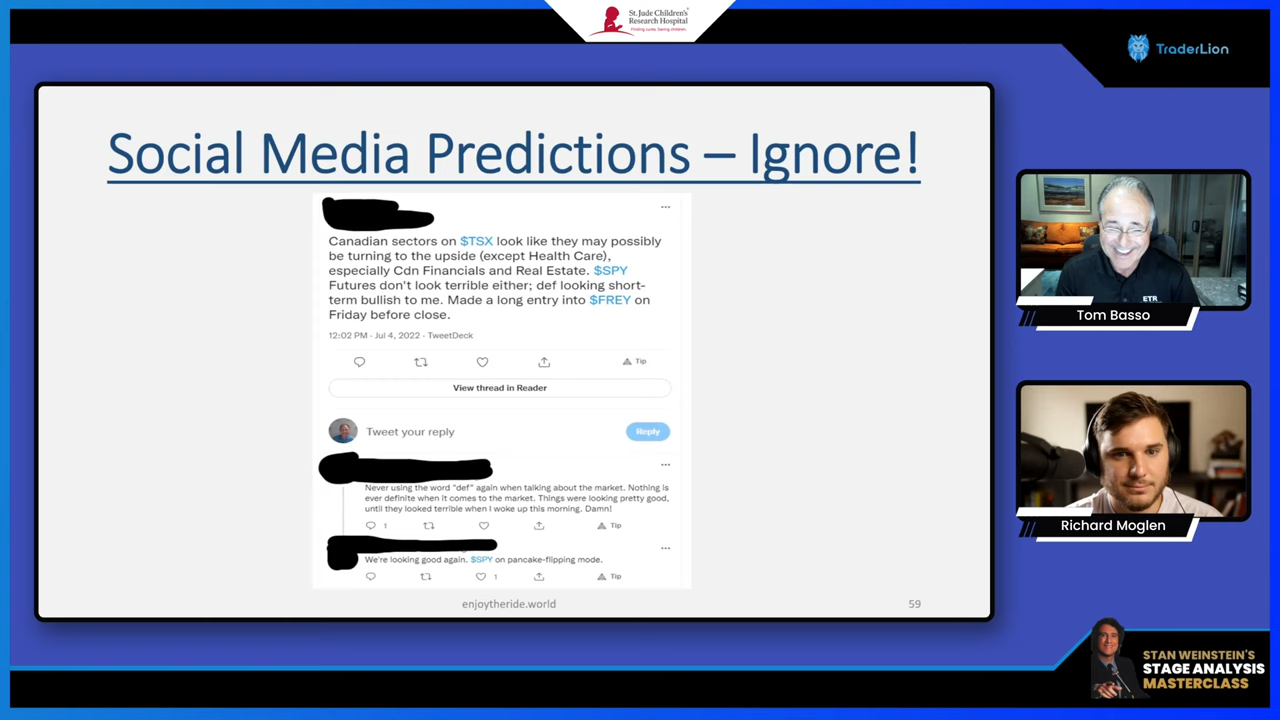 St. Jude Children's
Research Hospital
Finding cures. Saving children.
TraderLion
Social Media Predictions – Ignore!
Canadian sectors on $TSX look like they may possibly
be turning to the upside (except Health Care),
especially Cdn Financials and Real Estate. $SPY
Futures don't look terrible either; def looking short-
term bullish to me. Made a long entry into $FREY on
Friday before close.
12:02 PM · Jul 4, 2022 · TweetDeck
Tip
View thread in Reader
Tweet your reply
Reply
Never using the word "def" again when talking about the market. Nothing is
ever definite when it comes to the market. Things were looking pretty good,
until they looked terrible when I woke up this morning. Damn!
1
Tip
We're looking good again. $SPY on pancake-flipping mode.
1
Tip
enjoytheride.world
59
ETR
Tom Basso
Richard Moglen
STAN WEINSTEIN'S
STAGE ANALYSIS
MASTERCLASS